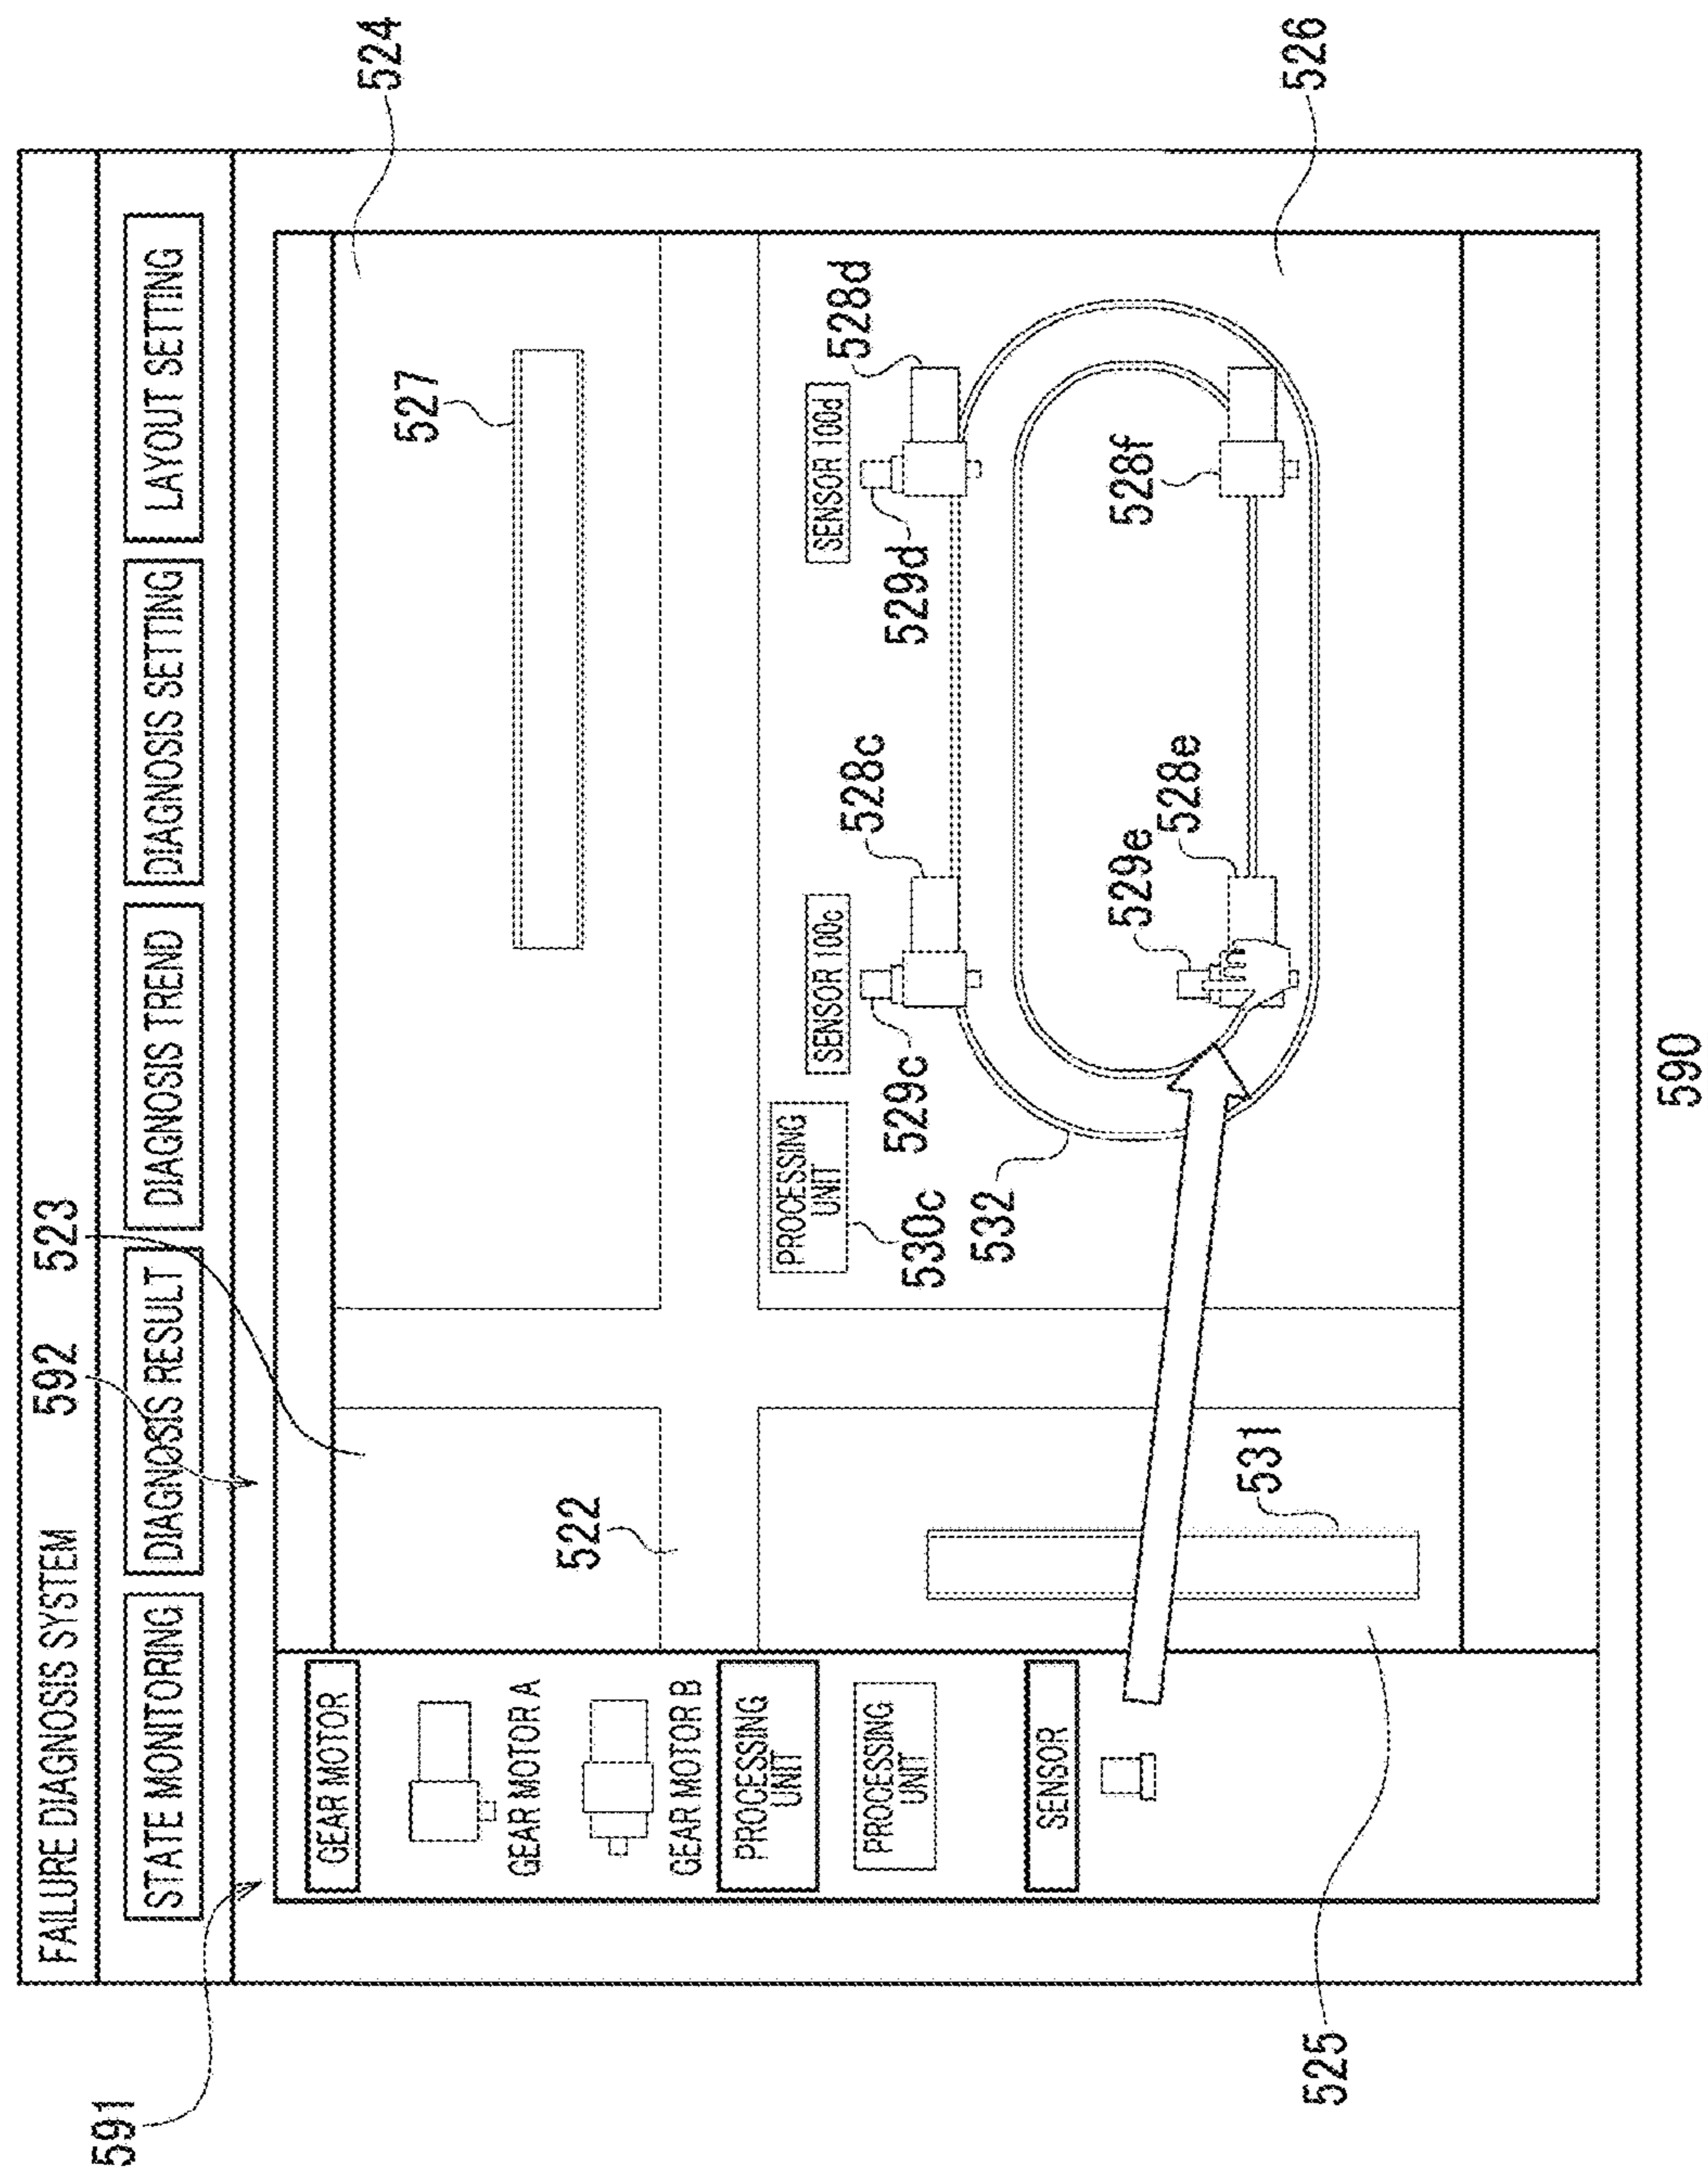 FAILURE DIAGNOSIS SYSTEM
592
523
524
STATE MONITORING
DIAGNOSIS RESULT
DIAGNOSIS TREND
DIAGNOSIS SETTING
LAYOUT SETTING
591
GEAR MOTOR
GEAR MOTOR A
GEAR MOTOR B
PROCESSING
UNIT
PROCESSING
UNIT
SENSOR
527
522
PROCESSING
UNIT
530c
SENSOR 100c
SENSOR 100d
528c
528d
529c
529d
532
529e
528e
528f
531
525
526
590